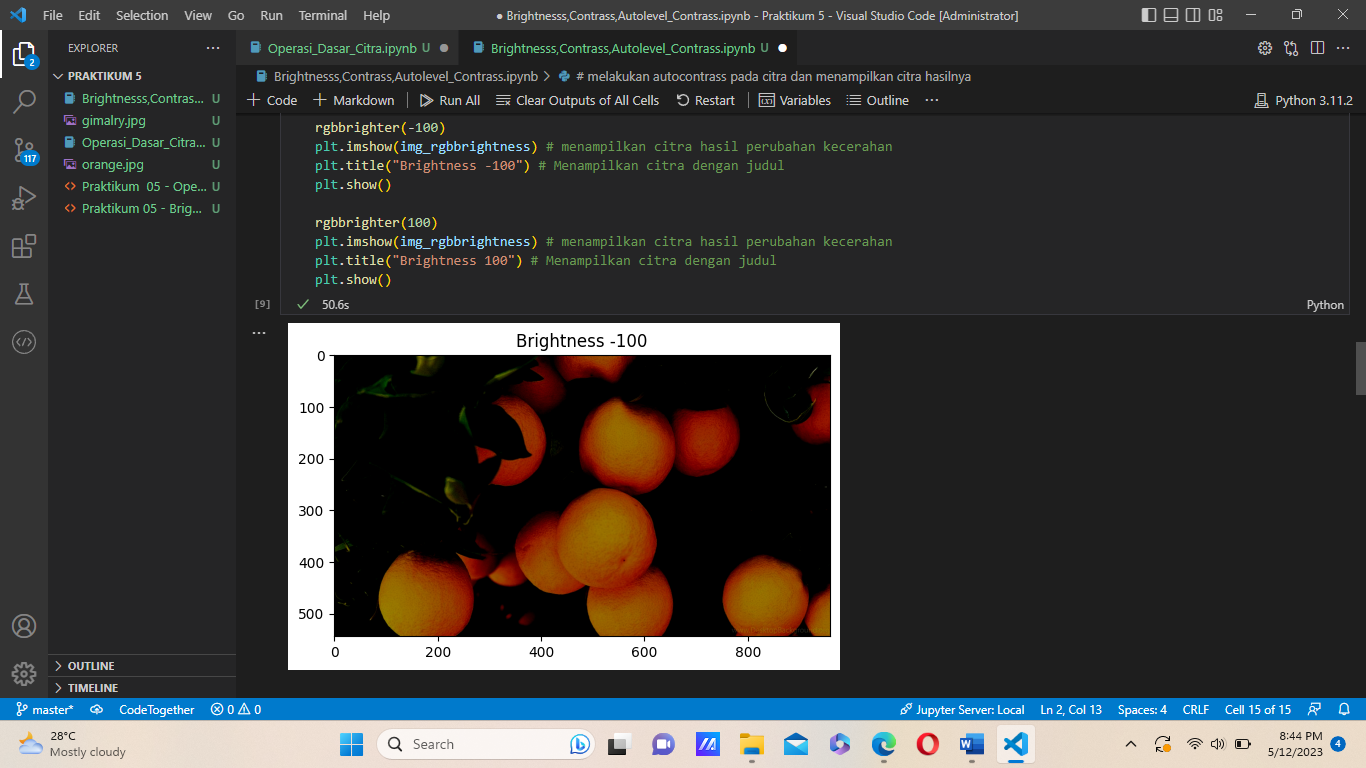 File Edit Selection View Go Run Terminal Help
● Brightnesss,Contrass,Autolevel_Contrass.ipynb - Praktikum 5 - Visual Studio Code [Administrator]
EXPLORER
Operasi_Dasar_Citra.ipynb U
Brightnesss,Contrass,Autolevel_Contrass.ipynb U
PRAKTIKUM 5
Brightnesss,Contrass,Autolevel_Contrass.ipynb > # melakukan autocontrass pada citra dan menampilkan citra hasilnya
Brightnesss,Contras... U
gimalry.jpg U
Operasi_Dasar_Citra... U
orange.jpg U
Praktikum 05 - Ope... U
Praktikum 05 - Brig... U
+ Code + Markdown Run All Clear Outputs of All Cells Restart Variables Outline ... Python 3.11.2
rgbbrighter(-100)
plt.imshow(img_rgbbrightness) # menampilkan citra hasil perubahan kecerahan
plt.title("Brightness -100") # Menampilkan citra dengan judul
plt.show()
rgbbrighter(100)
plt.imshow(img_rgbbrightness) # menampilkan citra hasil perubahan kecerahan
plt.title("Brightness 100") # Menampilkan citra dengan judul
plt.show()
[9] ✓ 50.6s Python
Brightness -100
0
100
200
300
400
500
0 200 400 600 800
2
117
OUTLINE
TIMELINE
master* CodeTogether 0 0 Jupyter Server: Local Ln 2, Col 13 Spaces: 4 CRLF Cell 15 of 15
28°C
Mostly cloudy
Search
8:44 PM
5/12/2023
4